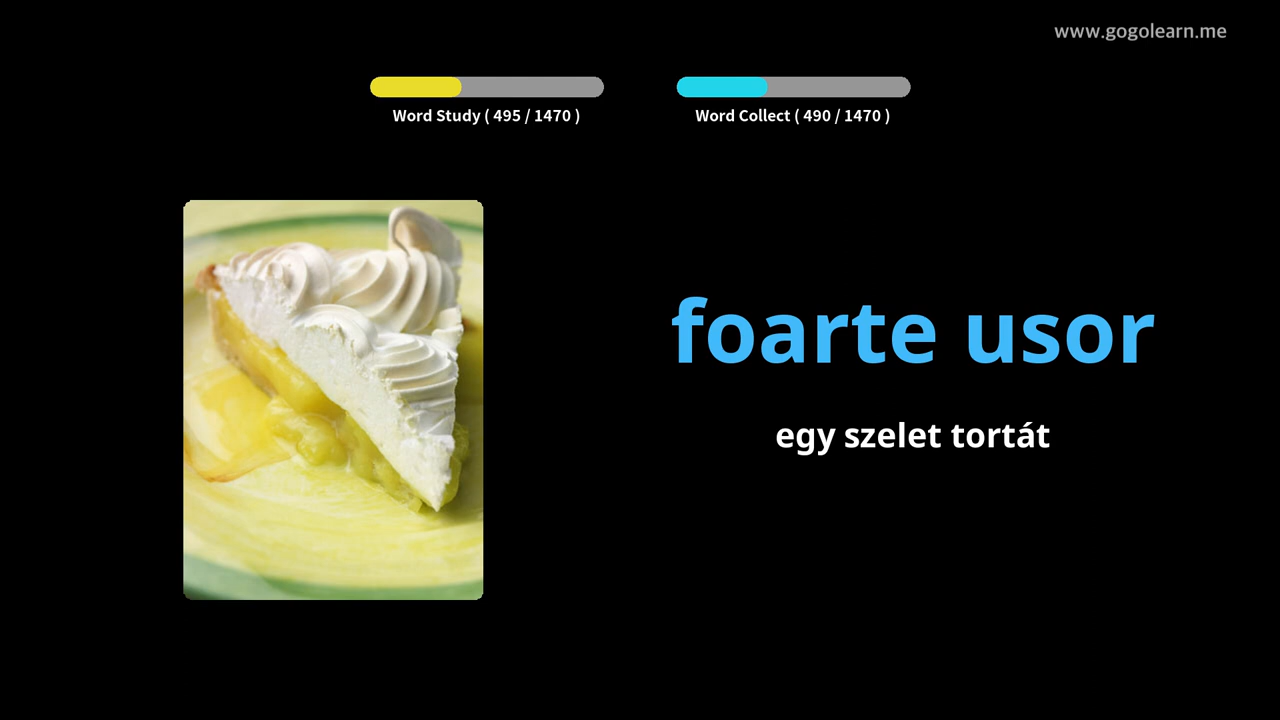 www.gogolearn.me
Word Study ( 495 / 1470 )
Word Collect ( 490 / 1470 )
foarte usor
egy szelet tortát